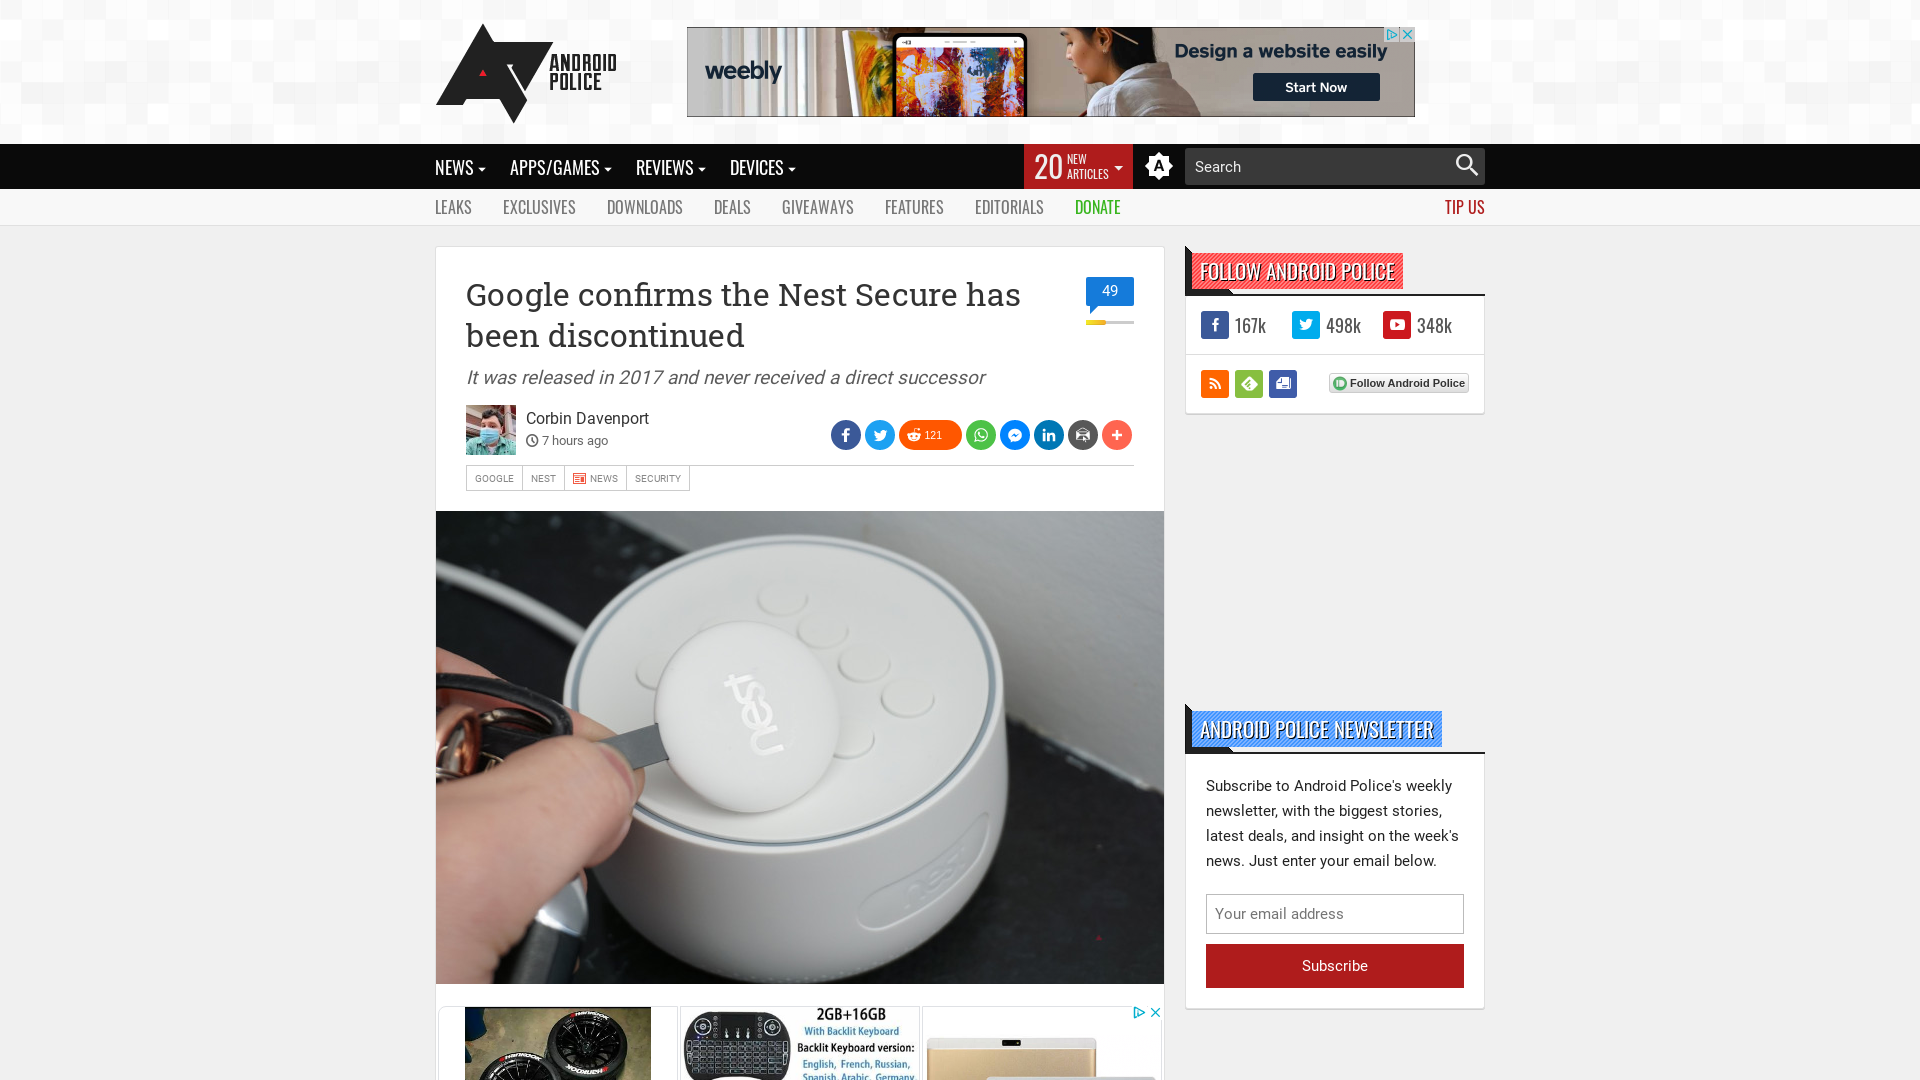 ANDROID
POLICE
weebly
Design a website easily
Start Now
NEWS
APPS/GAMES
REVIEWS
DEVICES
20 NEW
ARTICLES
A
Search
LEAKS
EXCLUSIVES
DOWNLOADS
DEALS
GIVEAWAYS
FEATURES
EDITORIALS
DONATE
TIP US
Google confirms the Nest Secure has
been discontinued
49
It was released in 2017 and never received a direct successor
Corbin Davenport
7 hours ago
121
GOOGLE
NEST
NEWS
SECURITY
nest
nest
HANKOOK
HANKOOK
2GB+16GB
With Backlit Keyboard
Backlit Keyboard version:
English, French, Russian,
Spanish, Arabic, Germany
FOLLOW ANDROID POLICE
167k
498k
348k
Follow Android Police
ANDROID POLICE NEWSLETTER
Subscribe to Android Police's weekly
newsletter, with the biggest stories,
latest deals, and insight on the week's
news. Just enter your email below.
Your email address
Subscribe